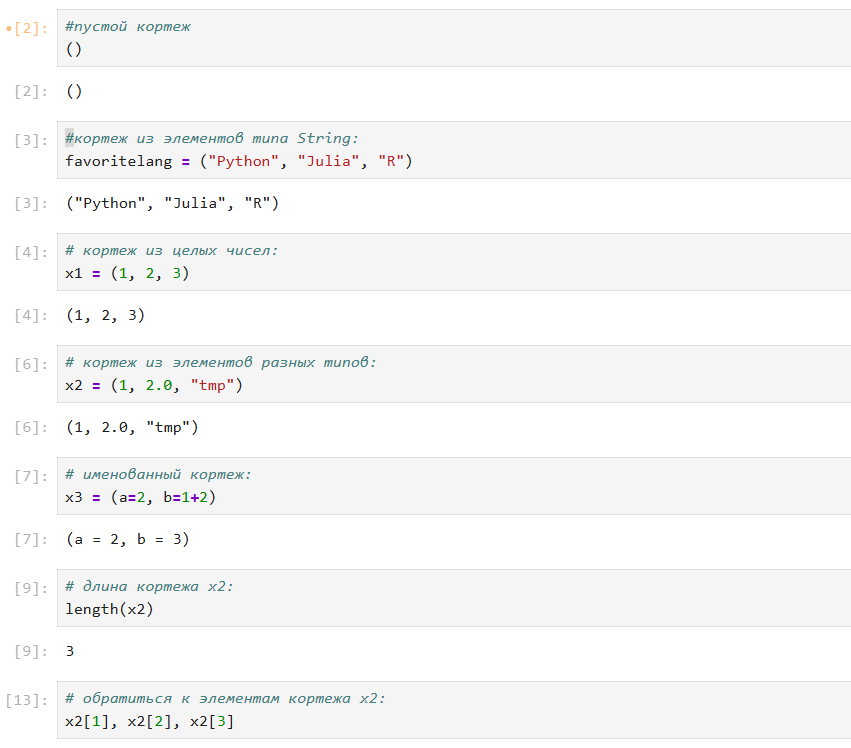 •[2]: #пустой кортеж
()
[2]: ()
[3]: #кортеж из элементов типа String:
favoritelang = ("Python", "Julia", "R")
[3]: ("Python", "Julia", "R")
[4]: # кортеж из целых чисел:
x1 = (1, 2, 3)
[4]: (1, 2, 3)
[6]: # кортеж из элементов разных типов:
x2 = (1, 2.0, "tmp")
[6]: (1, 2.0, "tmp")
[7]: # именованный кортеж:
x3 = (a=2, b=1+2)
[7]: (a = 2, b = 3)
[9]: # длина кортежа x2:
length(x2)
[9]: 3
[13]: # обратиться к элементам кортежа x2:
x2[1], x2[2], x2[3]